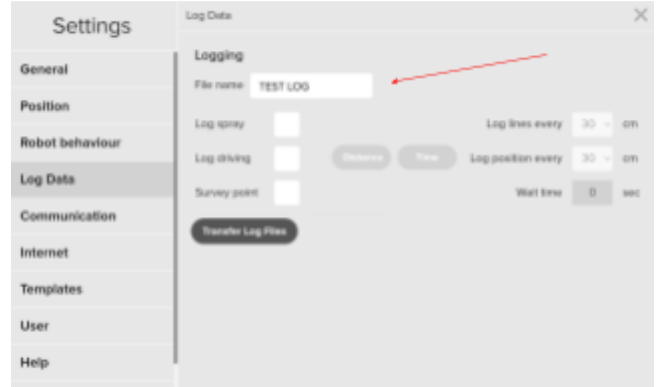 Settings
General
Position
Robot behaviour
Log Data
Communication
Internet
Templates
User
Help
Log Data
Logging
File name TEST LOG
Log spray Log lines every 30 cm
Log driving Distance Time Log position every 30 cm
Survey point Wait time 0 sec
Transfer Log Files